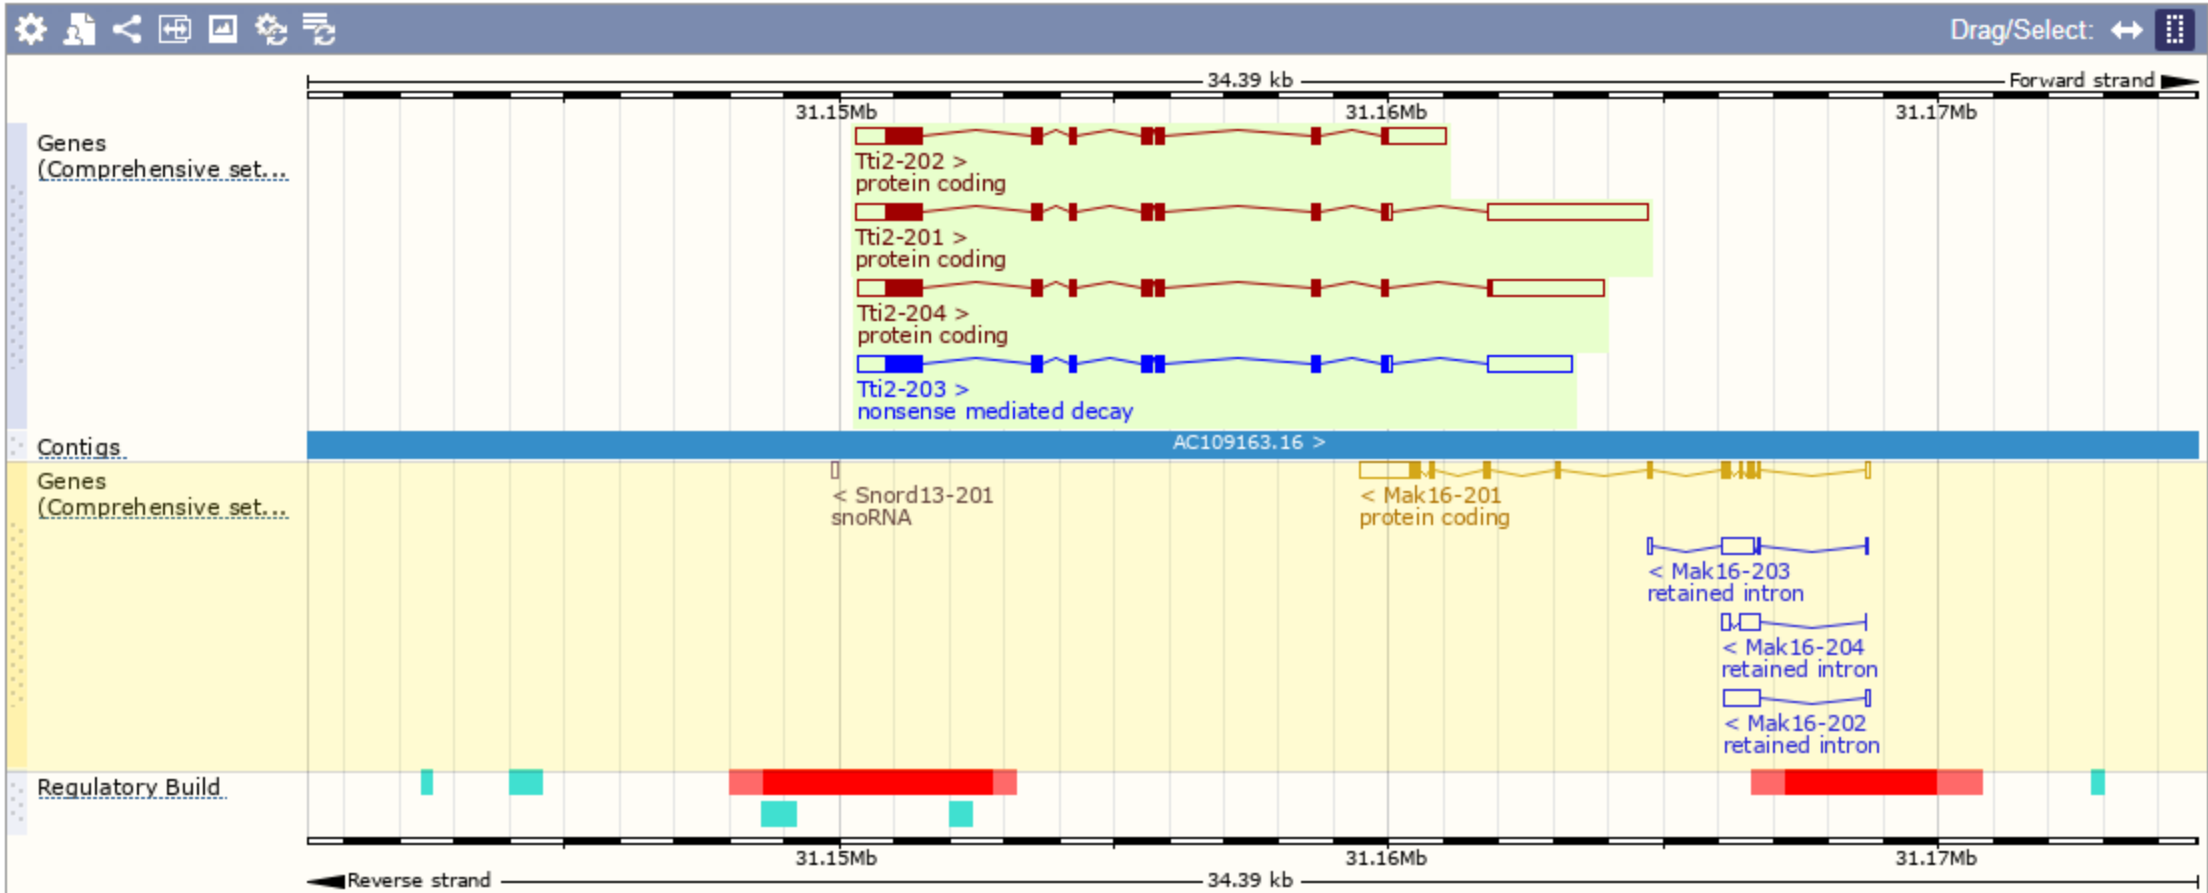 Drag/Select:
34.39 kb
Forward strand
31.15Mb 31.16Mb 31.17Mb
Genes
(Comprehensive set...
Tti2-202 >
protein coding
Tti2-201 >
protein coding
Tti2-204 >
protein coding
Tti2-203 >
nonsense mediated decay
Contigs
AC109163.16 >
Genes
(Comprehensive set...
< Snord13-201
snoRNA
< Mak16-201
protein coding
< Mak16-203
retained intron
< Mak16-204
retained intron
< Mak16-202
retained intron
Regulatory Build
31.15Mb 31.16Mb 31.17Mb
Reverse strand
34.39 kb